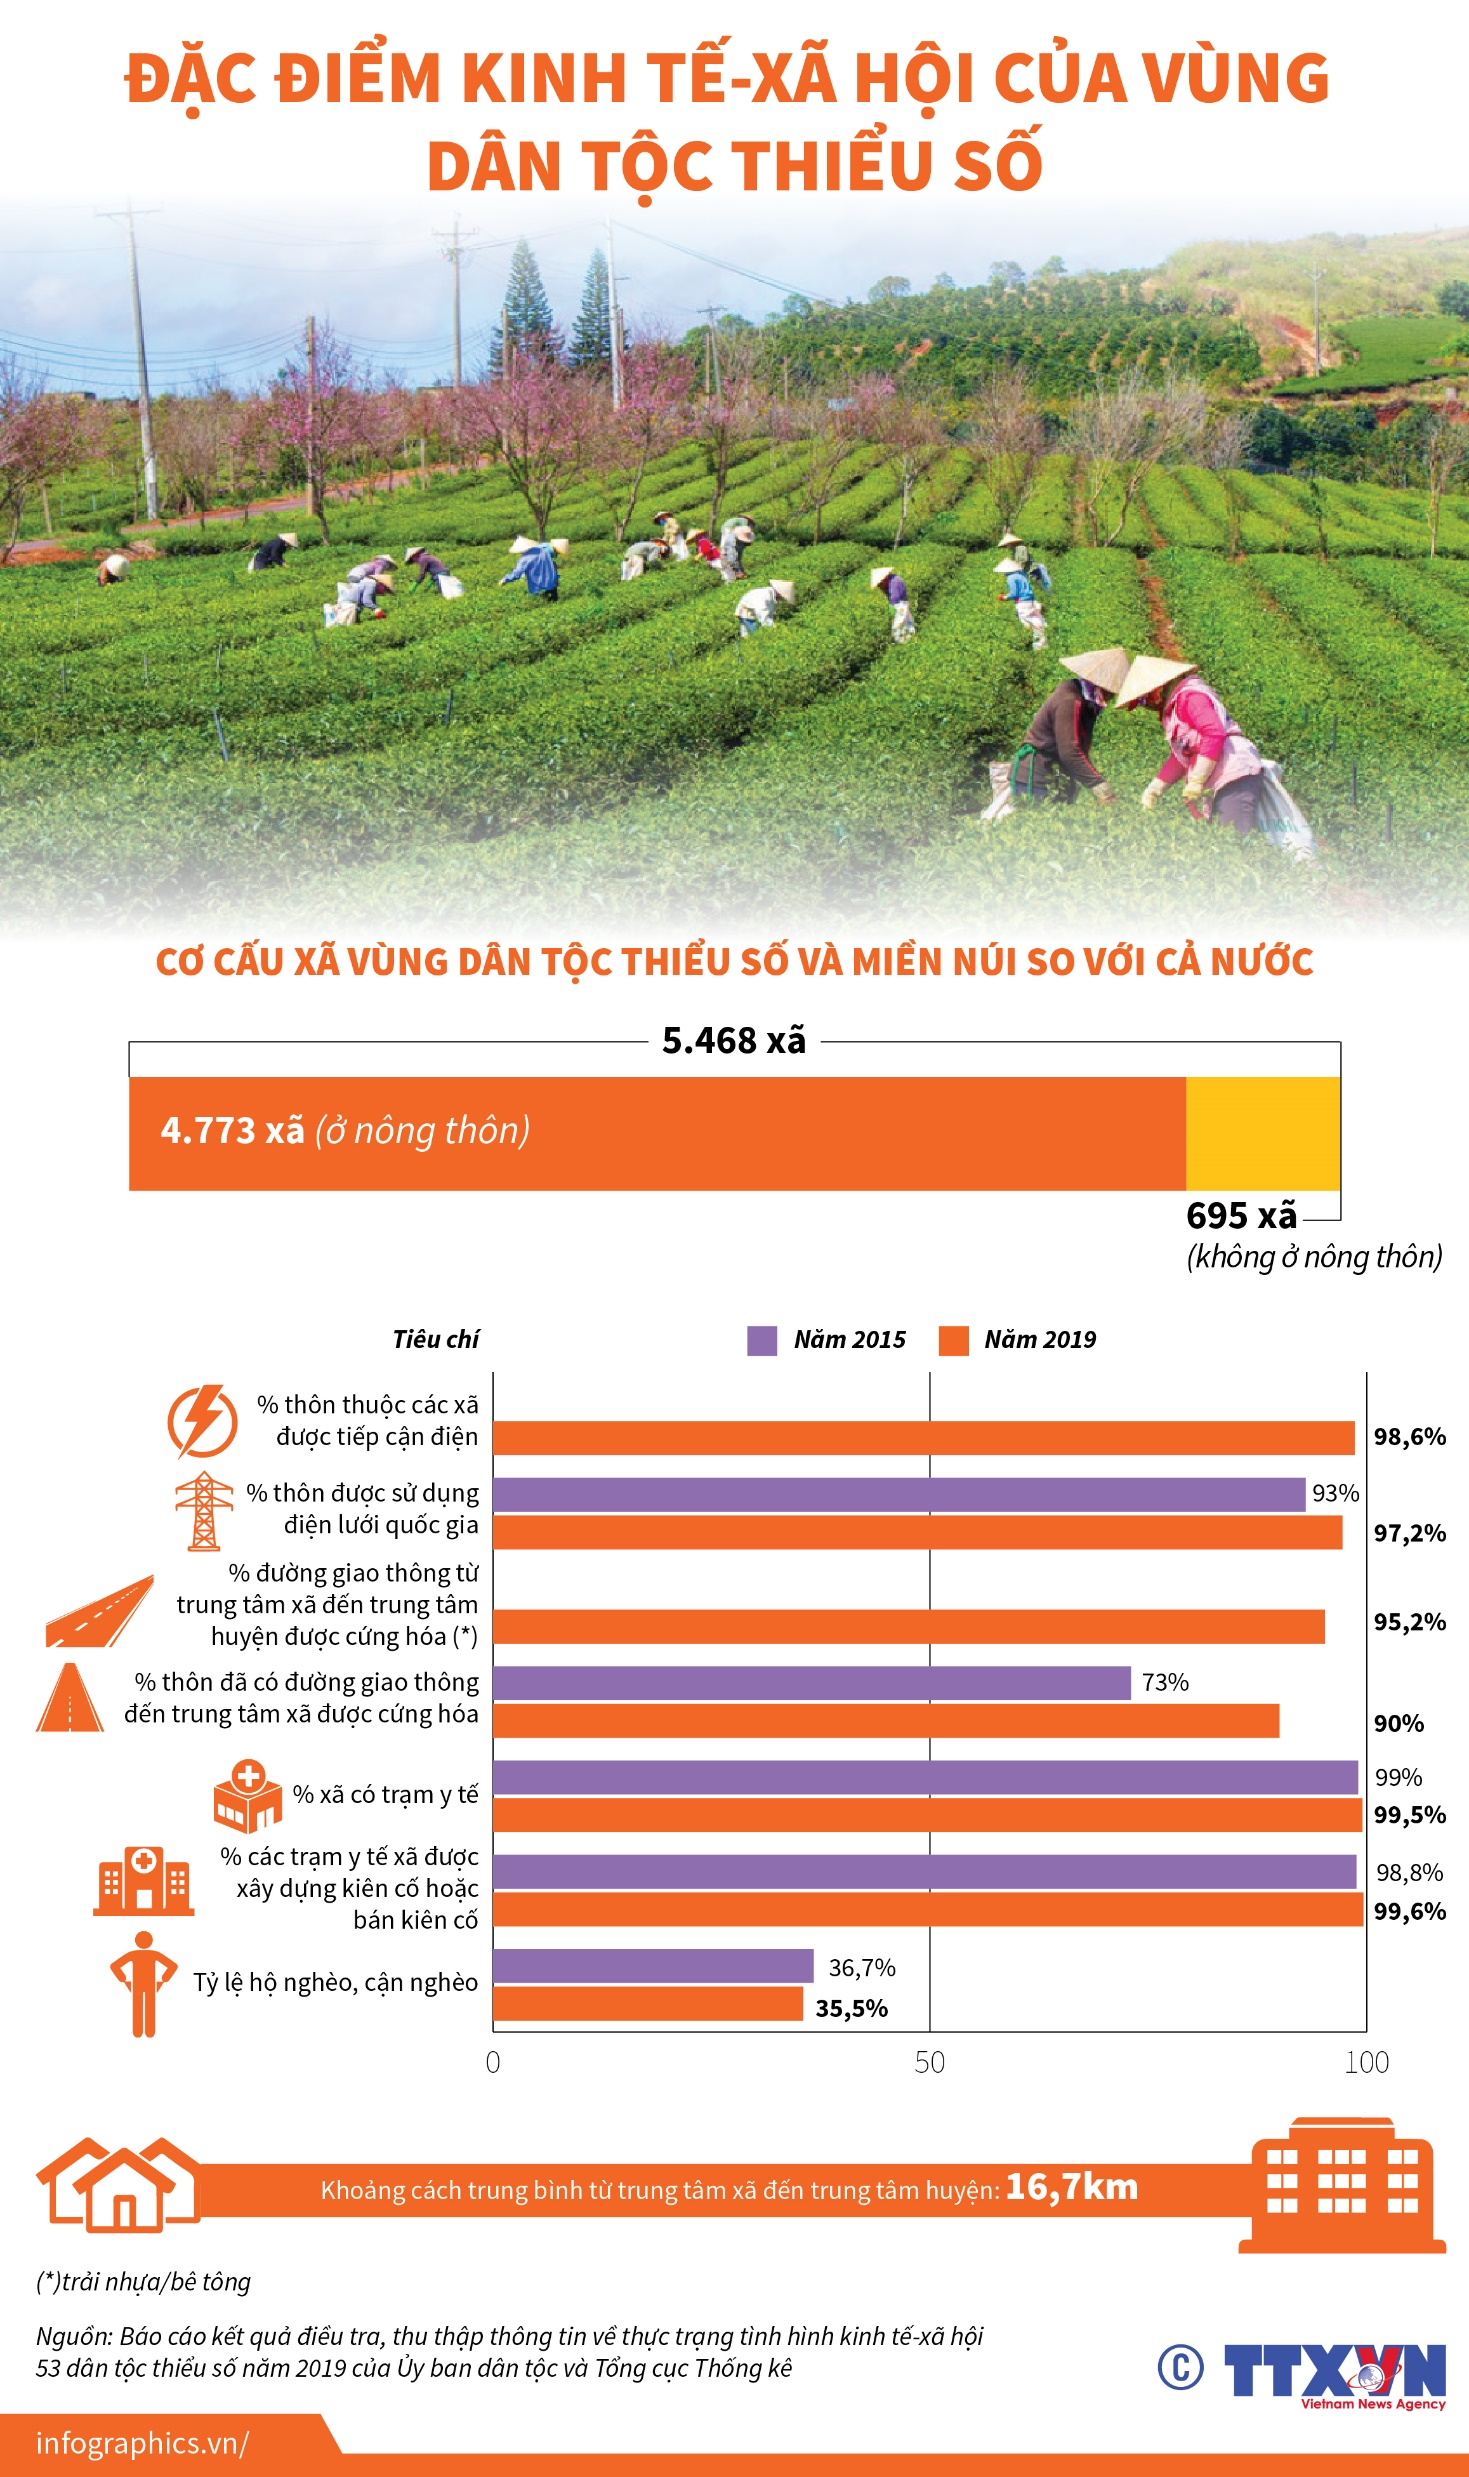 ĐẶC ĐIỂM KINH TẾ-XÃ HỘI CỦA VÙNG
DÂN TỘC THIỂU SỐ
CƠ CẤU XÃ VÙNG DÂN TỘC THIỂU SỐ VÀ MIỀN NÚI SO VỚI CẢ NƯỚC
5.468 xã
4.773 xã (ở nông thôn)
695 xã
(không ở nông thôn)
Tiêu chí
Năm 2015
Năm 2019
% thôn thuộc các xã
được tiếp cận điện
98,6%
% thôn được sử dụng
điện lưới quốc gia
93%
97,2%
% đường giao thông từ
trung tâm xã đến trung tâm
huyện được cứng hóa (*)
95,2%
% thôn đã có đường giao thông
đến trung tâm xã được cứng hóa
73%
90%
% xã có trạm y tế
99%
99,5%
% các trạm y tế xã được
xây dựng kiên cố hoặc
bán kiên cố
98,8%
99,6%
Tỷ lệ hộ nghèo, cận nghèo
36,7%
35,5%
0
50
100
Khoảng cách trung bình từ trung tâm xã đến trung tâm huyện: 16,7km
(*)trải nhựa/bê tông
Nguồn: Báo cáo kết quả điều tra, thu thập thông tin về thực trạng tình hình kinh tế-xã hội
53 dân tộc thiểu số năm 2019 của Ủy ban dân tộc và Tổng cục Thống kê
© TTXVN
Vietnam News Agency
infographics.vn/